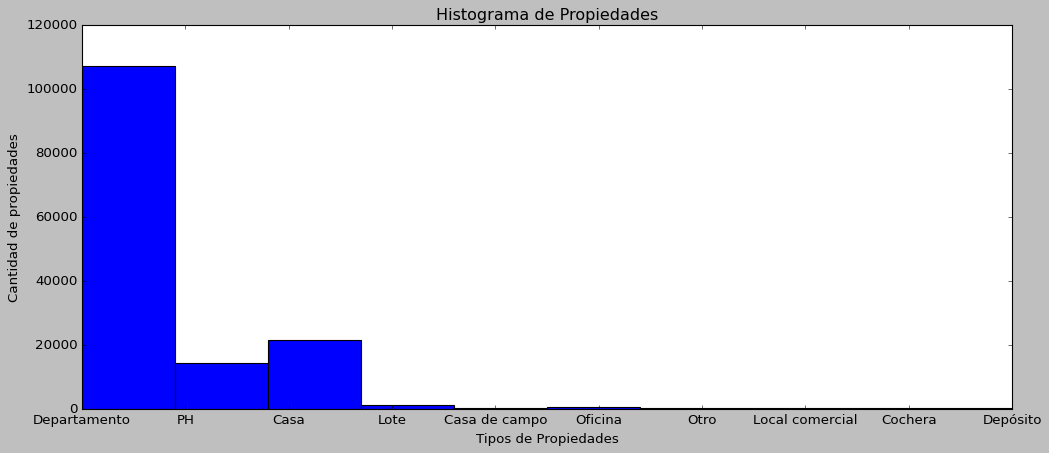 Histograma de Propiedades
120000
100000
80000
60000
40000
20000
0
Cantidad de propiedades
Departamento PH Casa Lote Casa de campo Oficina Otro Local comercial Cochera Depósito
Tipos de Propiedades